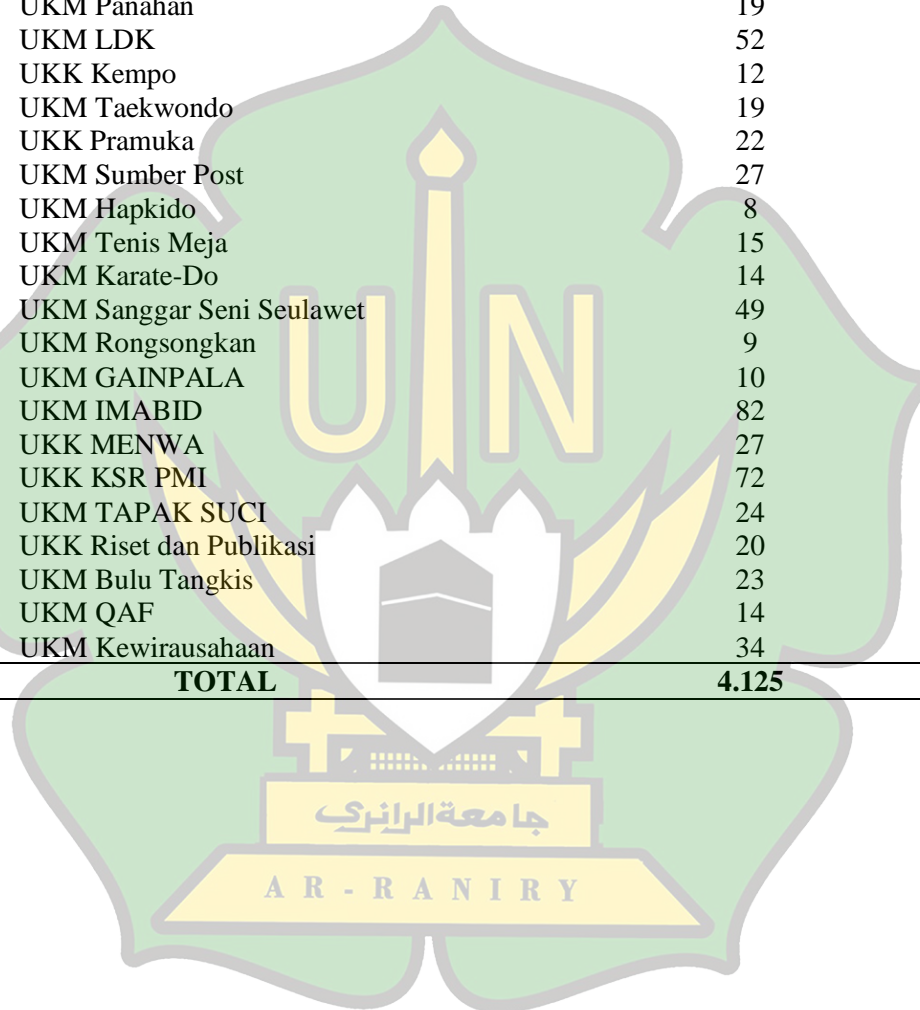 UKM Panahan 19
UKM LDK 52
UKK Kempo 12
UKM Taekwondo 19
UKK Pramuka 22
UKM Sumber Post 27
UKM Hapkido 8
UKM Tenis Meja 15
UKM Karate-Do 14
UKM Sanggar Seni Seulawet 49
UKM Rongsongkan 9
UKM GAINPALA 10
UKM IMABID 82
UKK MENWA 27
UKK KSR PMI 72
UKM TAPAK SUCI 24
UKK Riset dan Publikasi 20
UKM Bulu Tangkis 23
UKM QAF 14
UKM Kewirausahaan 34
TOTAL 4.125
UIN
جامعةالرانري
AR-RANIRY